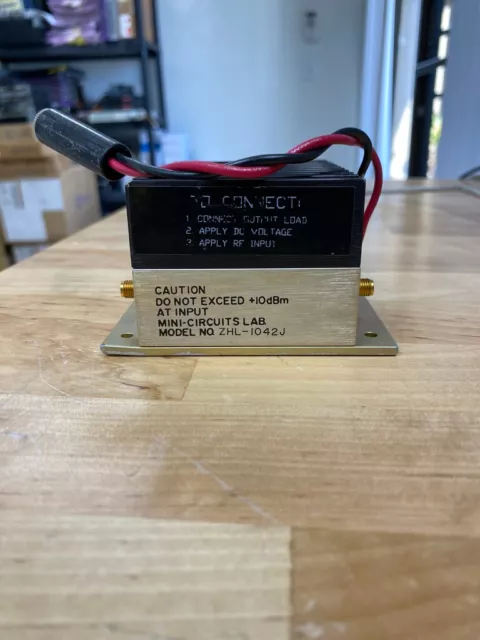 TO CONNECT:
1. CONNECT OUTPUT LOAD
2. APPLY DC VOLTAGE
3. APPLY RF INPUT
CAUTION
DO NOT EXCEED +10dBm
AT INPUT
MINI-CIRCUITS LAB.
MODEL NO. ZHL-1042J